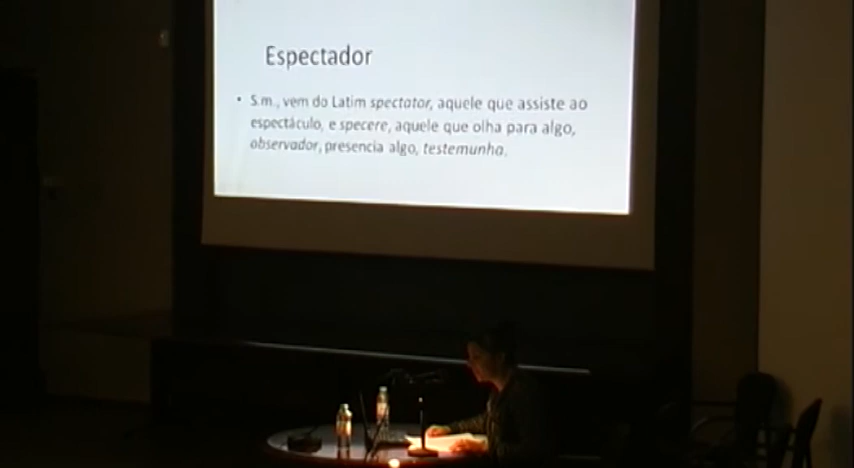 Espectador
• S.m., vem do Latim spectator, aquele que assiste ao
espectáculo, e specere, aquele que olha para algo,
observador, presencia algo, testemunha.